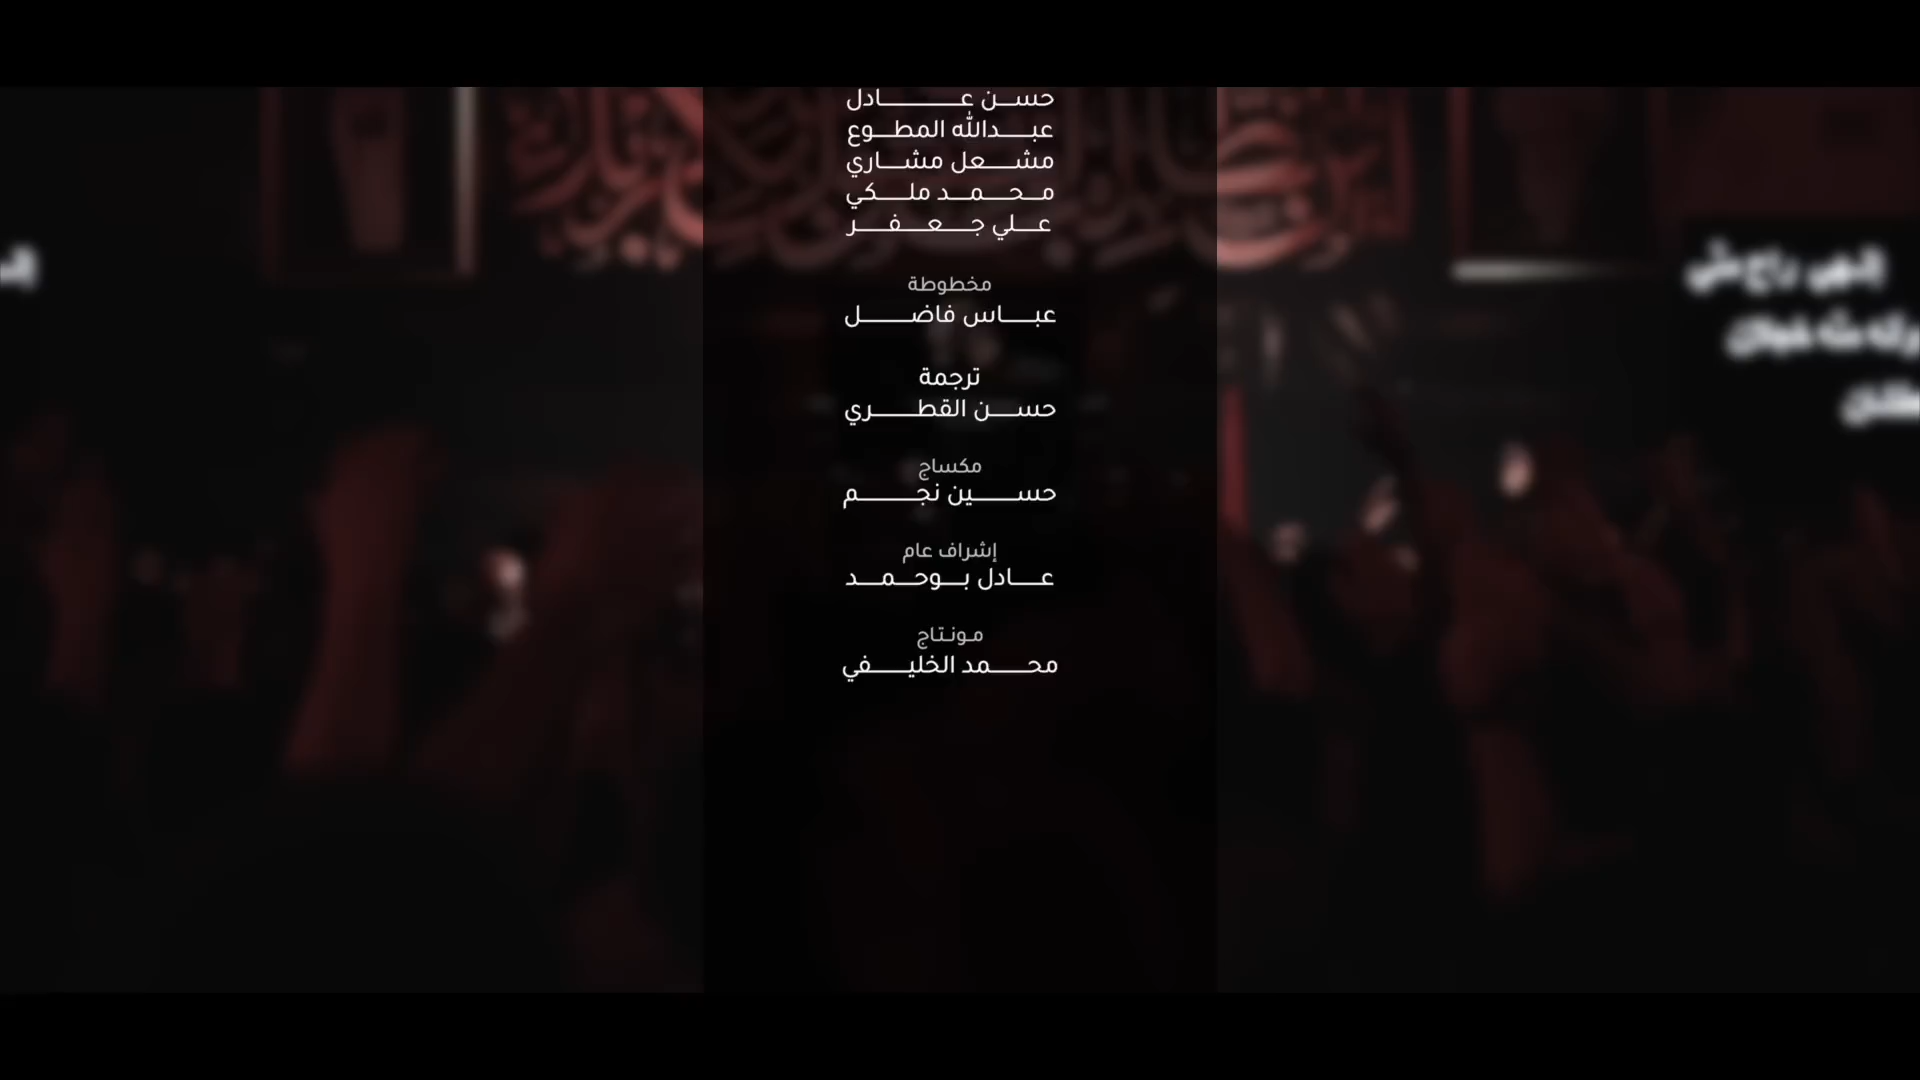 حسن عادل
عبدالله المطوع
مشعل مشاري
محمد ملكي
علي جعفر
مخطوطة
عباس فاضل
ترجمة
حسن القطري
مكساج
حسين نجم
إشراف عام
عادل بوحمد
مونتاج
محمد الخليفي